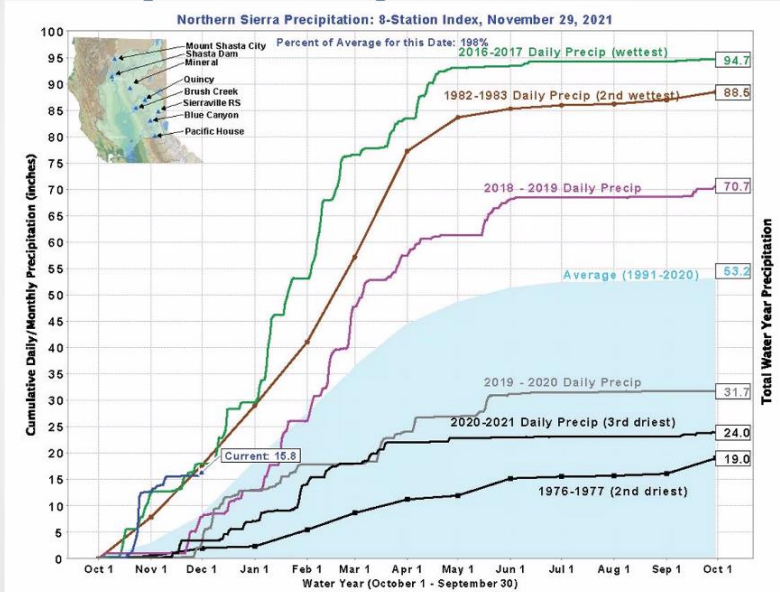 Northern Sierra Precipitation: 8-Station Index, November 29, 2021
Percent of Average for this Date: 198%
Cumulative Daily/Monthly Precipitation (inches)
100
95
90
85
80
75
70
65
60
55
50
45
40
35
30
25
20
15
10
5
0
Mount Shasta City
Shasta Dam
Mineral
Quincy
Brush Creek
Sierraville RS
Blue Canyon
Pacific House
2016-2017 Daily Precip (wettest)
94.7
1982-1983 Daily Precip (2nd wettest)
88.5
2018 - 2019 Daily Precip
70.7
Average (1991-2020)
53.2
2019 - 2020 Daily Precip
31.7
2020-2021 Daily Precip (3rd driest)
24.0
Current: 15.8
19.0
1976-1977 (2nd driest)
Total Water Year Precipitation
Oct 1 Nov 1 Dec 1 Jan 1 Feb 1 Mar 1 Apr 1 May 1 Jun 1 Jul 1 Aug 1 Sep 1 Oct 1
Water Year (October 1 - September 30)